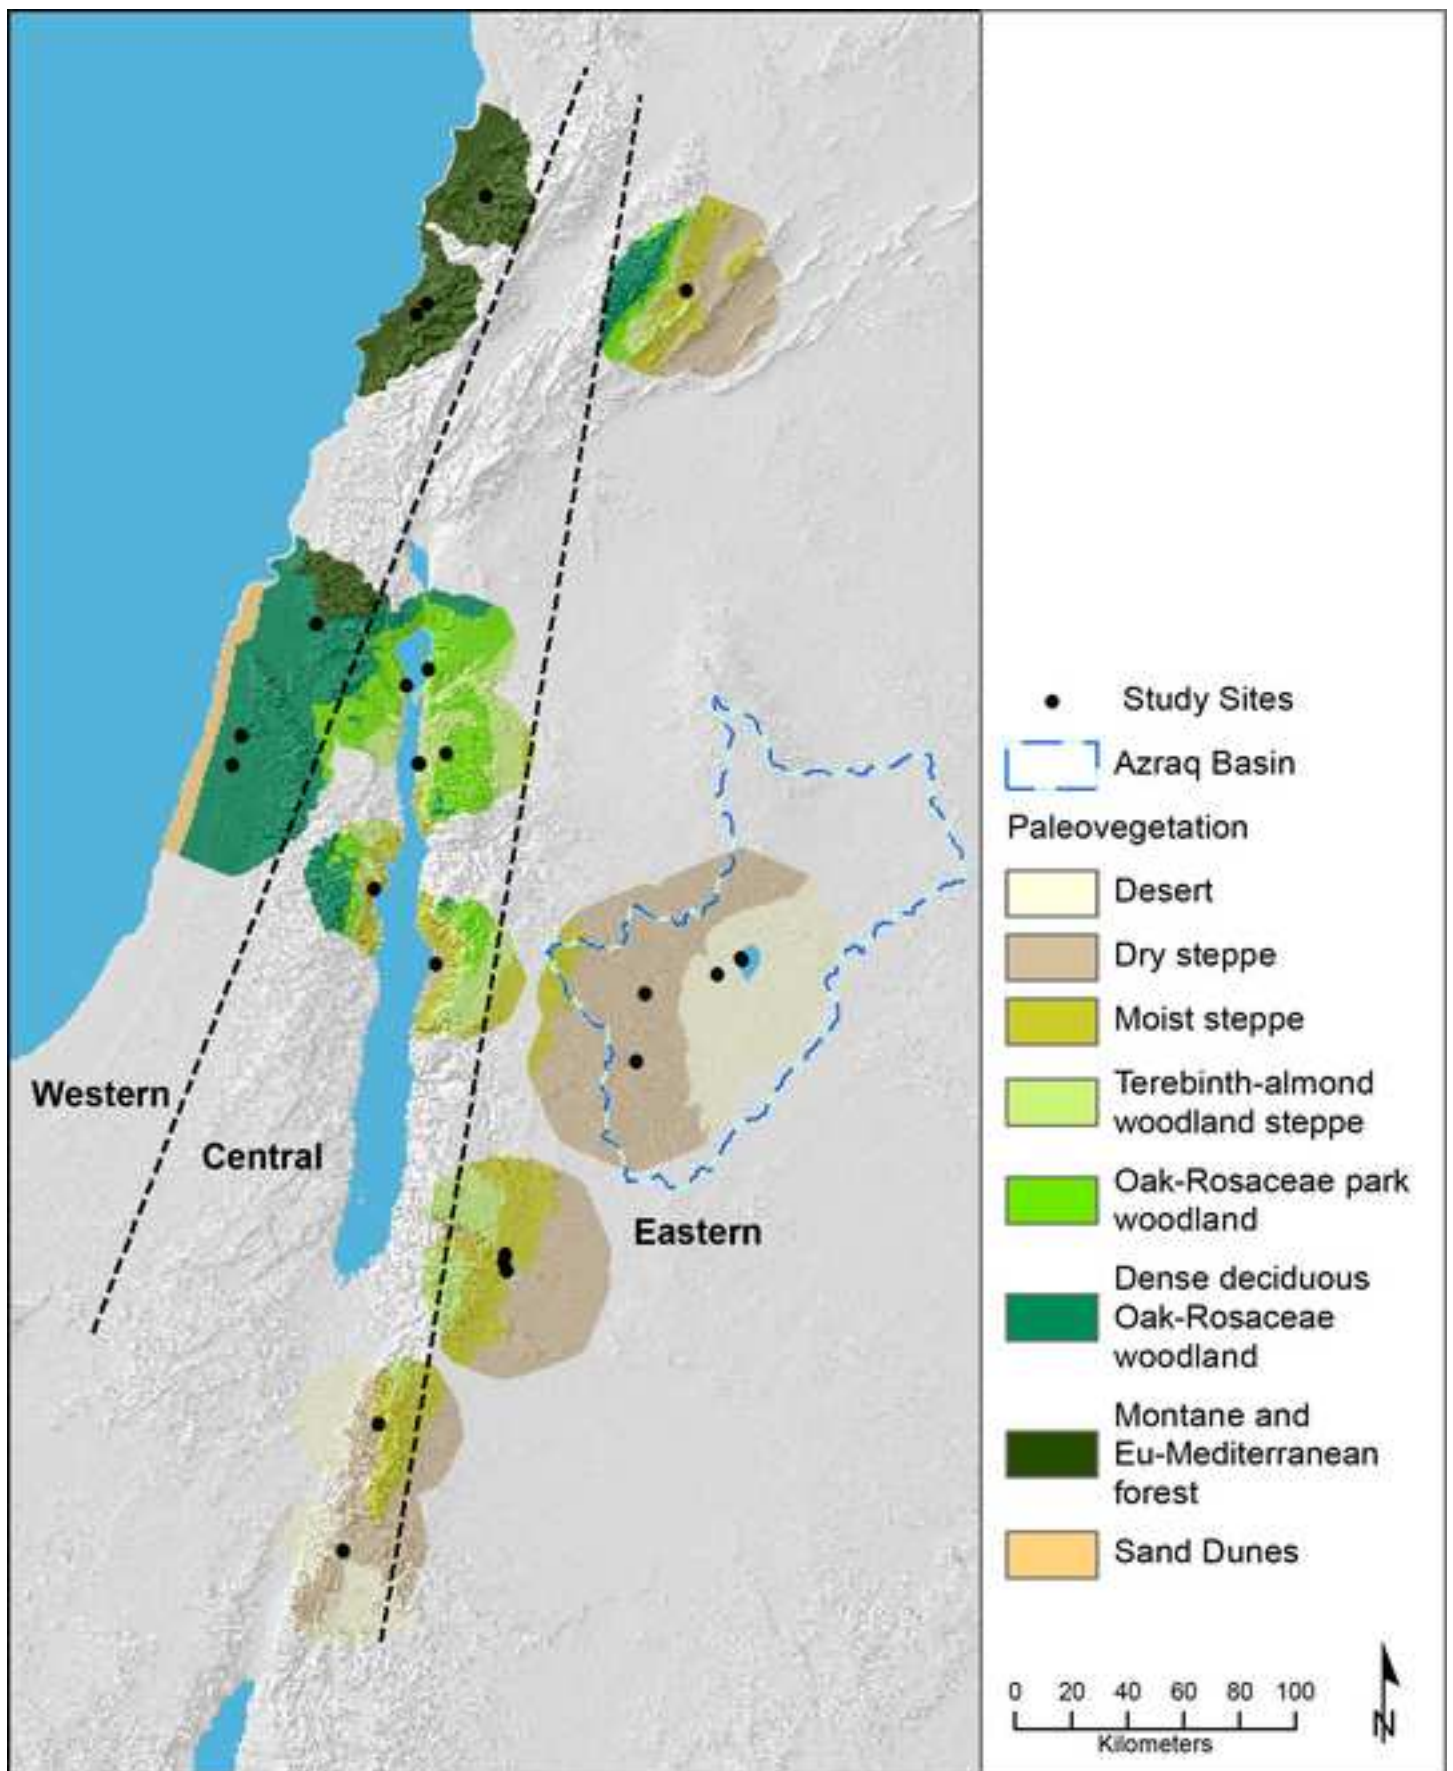 Western
Central
Eastern
Study Sites
Azraq Basin
Paleovegetation
Desert
Dry steppe
Moist steppe
Terebinth-almond
woodland steppe
Oak-Rosaceae park
woodland
Dense deciduous
Oak-Rosaceae
woodland
Montane and
Eu-Mediterranean
forest
Sand Dunes
0 20 40 60 80 100
Kilometers
N